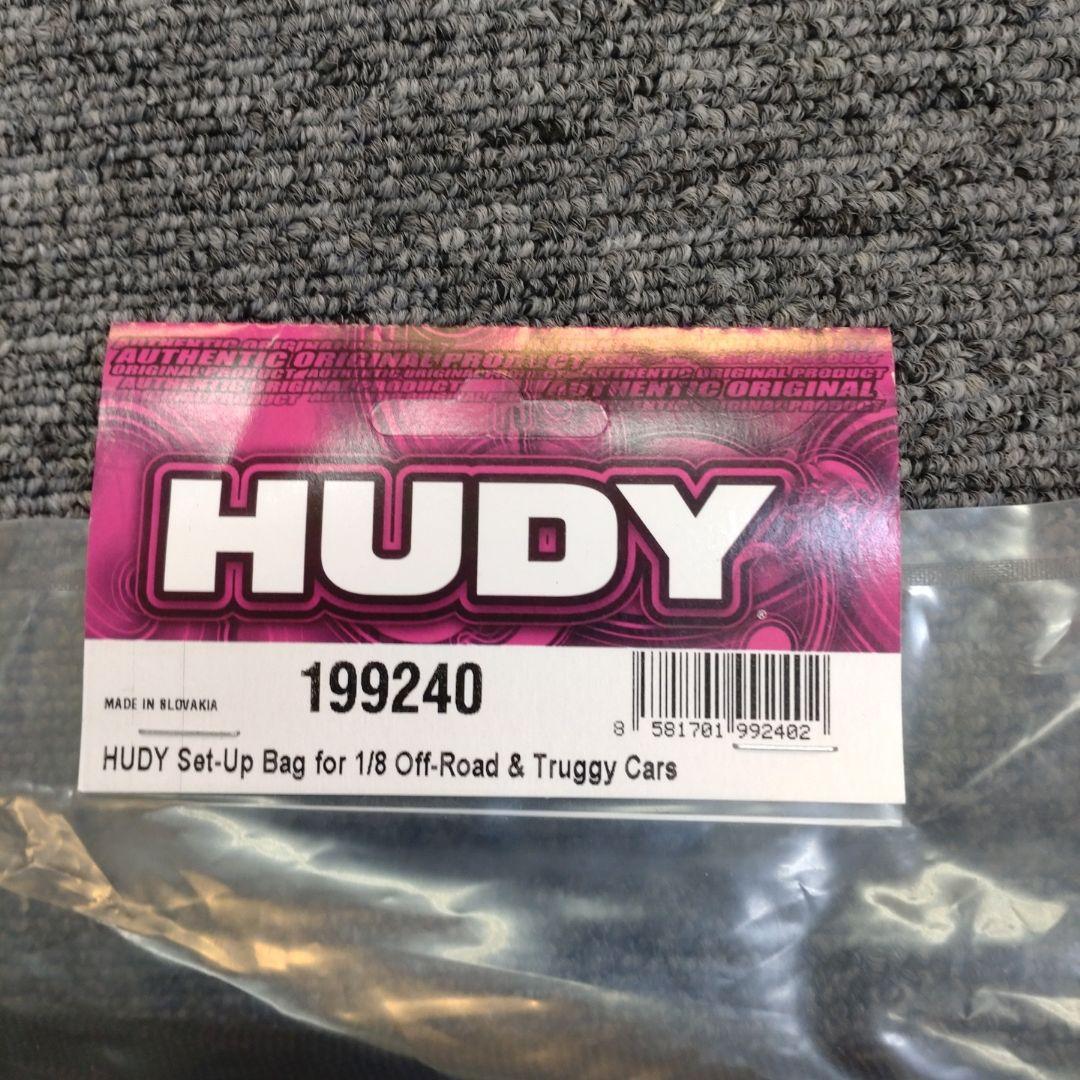 AUTHENTIC ORIGINAL PRODUCT
AUTHENTIC ORIGINAL
HUDY
®
199240
MADE IN SLOVAKIA
8 581701 992402
HUDY Set-Up Bag for 1/8 Off-Road & Truggy Cars